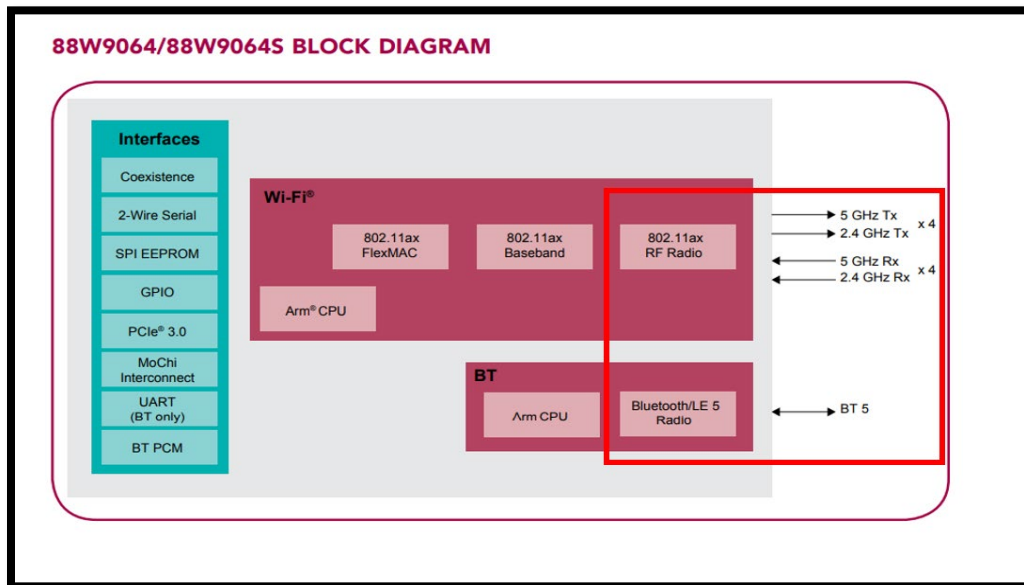 88W9064/88W9064S BLOCK DIAGRAM
Interfaces
Coexistence
2-Wire Serial
SPI EEPROM
GPIO
PCIe® 3.0
MoChi
Interconnect
UART
(BT only)
BT PCM
Wi-Fi®
802.11ax
FlexMAC
802.11ax
Baseband
802.11ax
RF Radio
Arm® CPU
BT
Arm CPU
Bluetooth/LE 5
Radio
5 GHz Tx
2.4 GHz Tx
x 4
5 GHz Rx
2.4 GHz Rx
x 4
BT 5